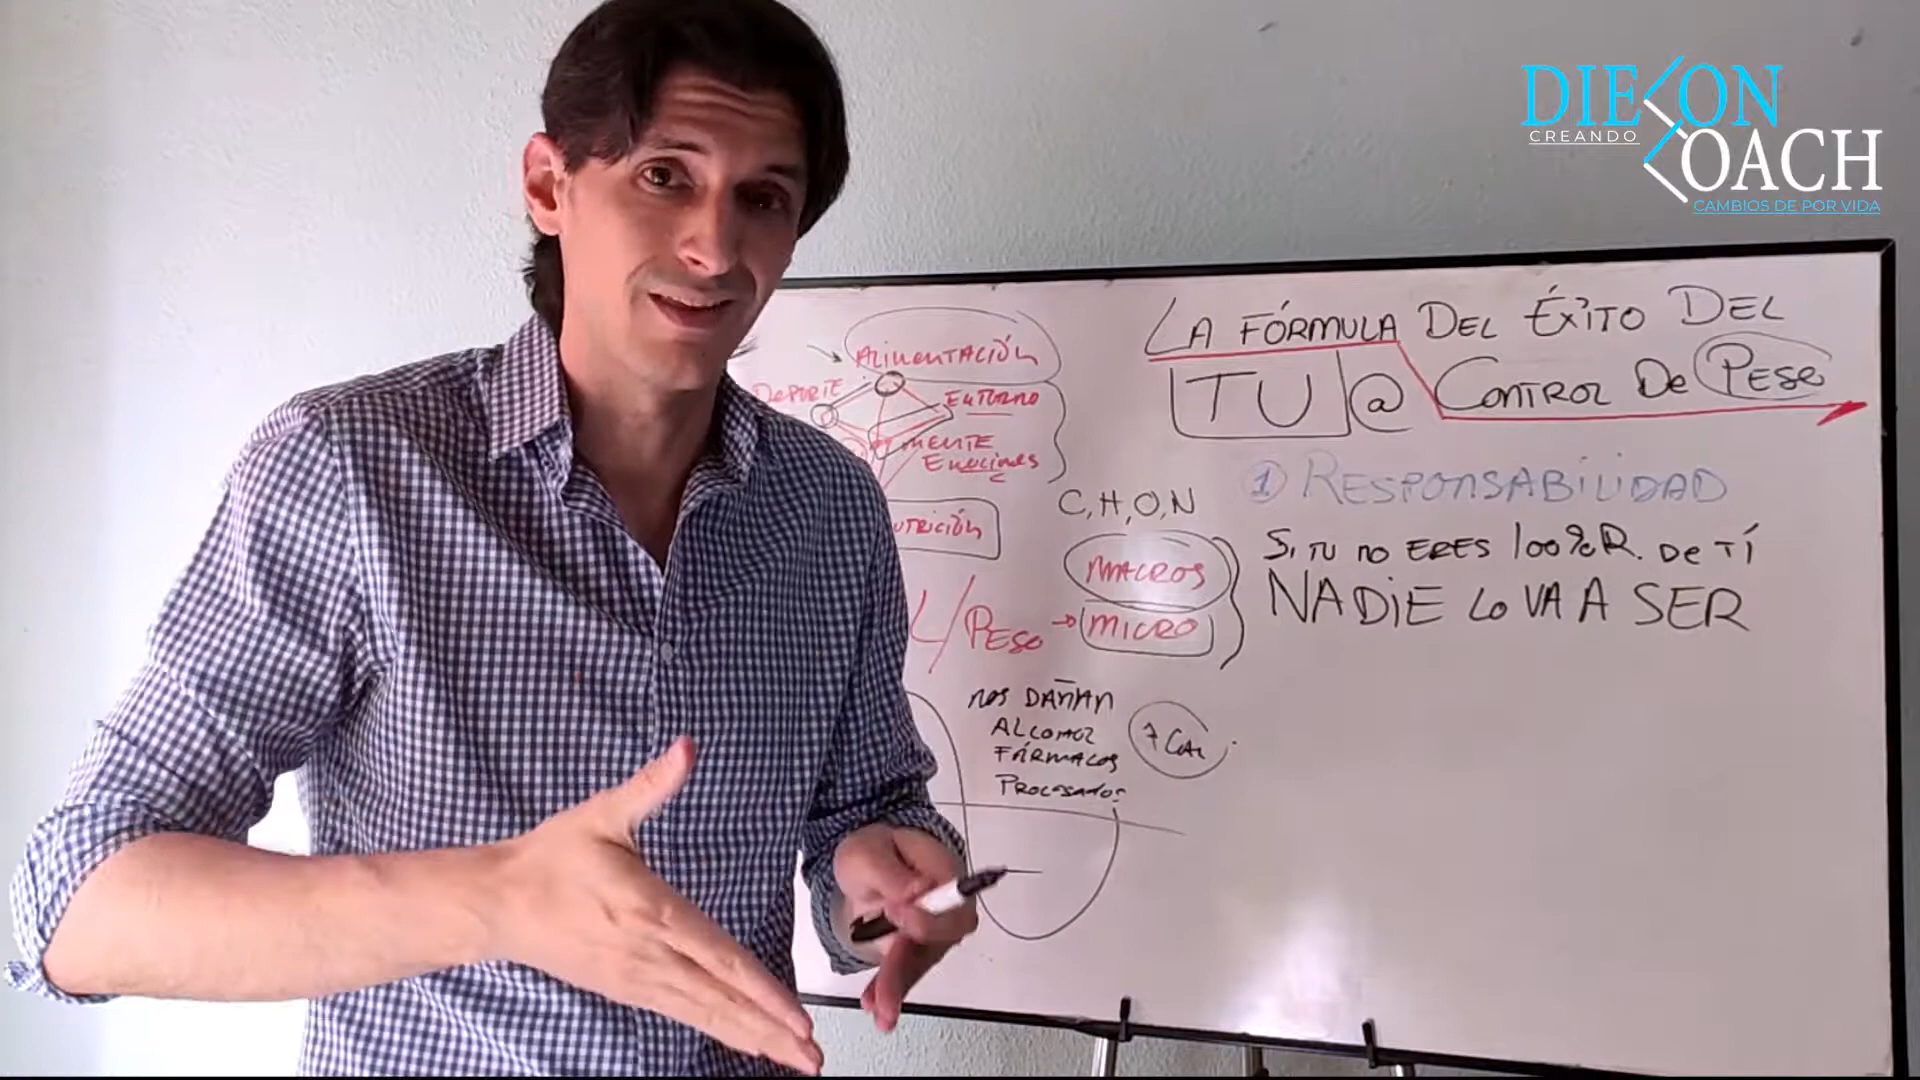 DIEKON
CREANDO
COACH
CAMBIOS DE POR VIDA
LA FÓRMULA DEL ÉXITO DEL
TU @ CONTROL DE PESO
1 RESPONSABILIDAD
SI TU NO ERES 100% R. DE TÍ
NADIE LO VA A SER
ALIMENTACIÓN
DEPORTE
ENTORNO
MENTE
EMOCIONES
C, H, O, N
UTRICIÓN
MACROS
L/PESO → MICRO
NOS DAÑAN
ALCOHOL
FÁRMACOS
PROCESADOS
7 CAL